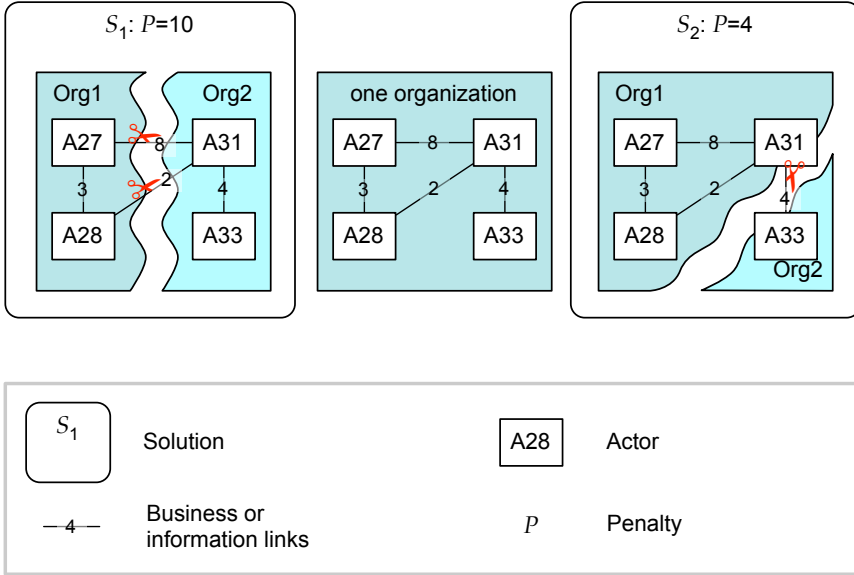 S1: P=10
Org1
Org2
A27
8
A31
3
2
4
A28
A33
one organization
A27
8
A31
3
2
4
A28
A33
S2: P=4
Org1
A27
8
A31
3
2
4
A28
A33
Org2
S1
Solution
A28
Actor
4
Business or
information links
P
Penalty